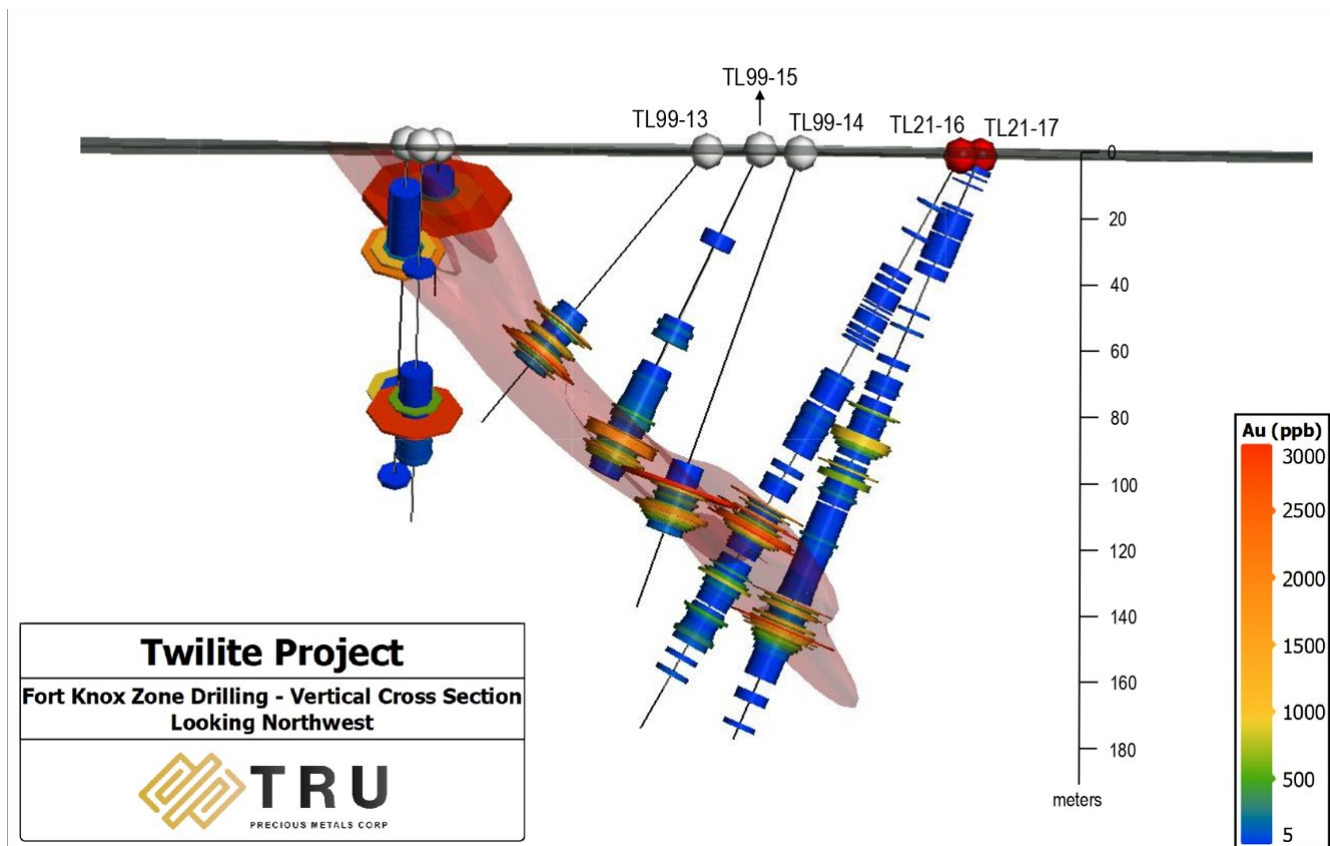 TL99-15
TL99-13
TL99-14
TL21-16
TL21-17
0
20
40
60
80
100
120
140
160
180
meters
Au (ppb)
3000
2500
2000
1500
1000
500
5
Twilite Project
Fort Knox Zone Drilling - Vertical Cross Section
Looking Northwest
TRU
PRECIOUS METALS CORP